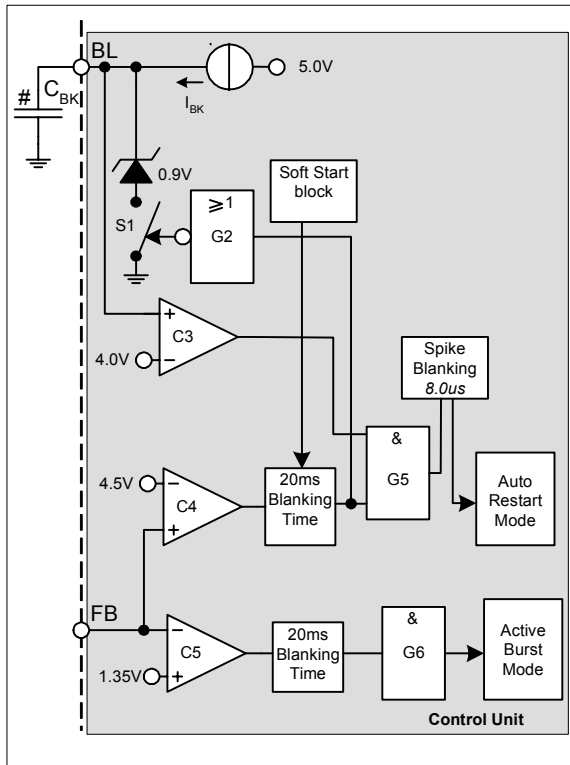 BL
5.0V
#
C_BK
I_BK
0.9V
Soft Start
block
S1
≥1
G2
C3
4.0V
Spike
Blanking
8.0us
&
G5
4.5V
C4
20ms
Blanking
Time
Auto
Restart
Mode
FB
C5
1.35V
20ms
Blanking
Time
&
G6
Active
Burst
Mode
Control Unit